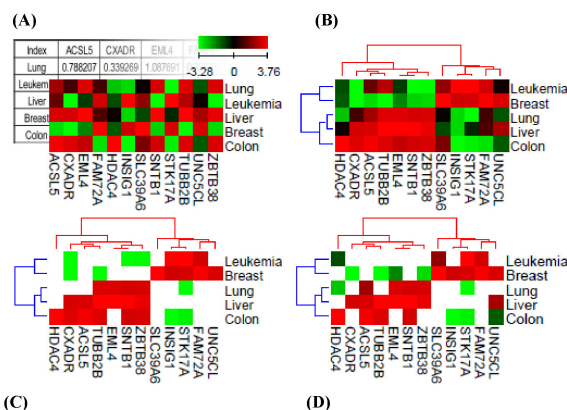 (A)
(B)
Index ACSL5 CXADR EML4 FA
Lung 0.788207 0.339269 1.087691
-3.28 0 3.76
Leukem Lung
Liver Leukemia
Breast Liver
Colon Breast
Colon
ACSL5 CXADR EML4 FAM72A HDAC4 INSIG1 SLC39A6 SNTB1 STK17A TUBB2B UNC5CL ZBTB38
Leukemia
Breast
Lung
Liver
Colon
HDAC4 CXADR ACSL5 TUBB2B EML4 SNTB1 ZBTB38 SLC39A6 INSIG1 STK17A FAM72A UNC5CL
Leukemia
Breast
Lung
Liver
Colon
HDAC4 CXADR ACSL5 TUBB2B EML4 SNTB1 ZBTB38 SLC39A6 INSIG1 STK17A FAM72A UNC5CL
Leukemia
Breast
Lung
Liver
Colon
HDAC4 CXADR ACSL5 TUBB2B EML4 SNTB1 ZBTB38 SLC39A6 INSIG1 STK17A FAM72A UNC5CL
(C)
(D)